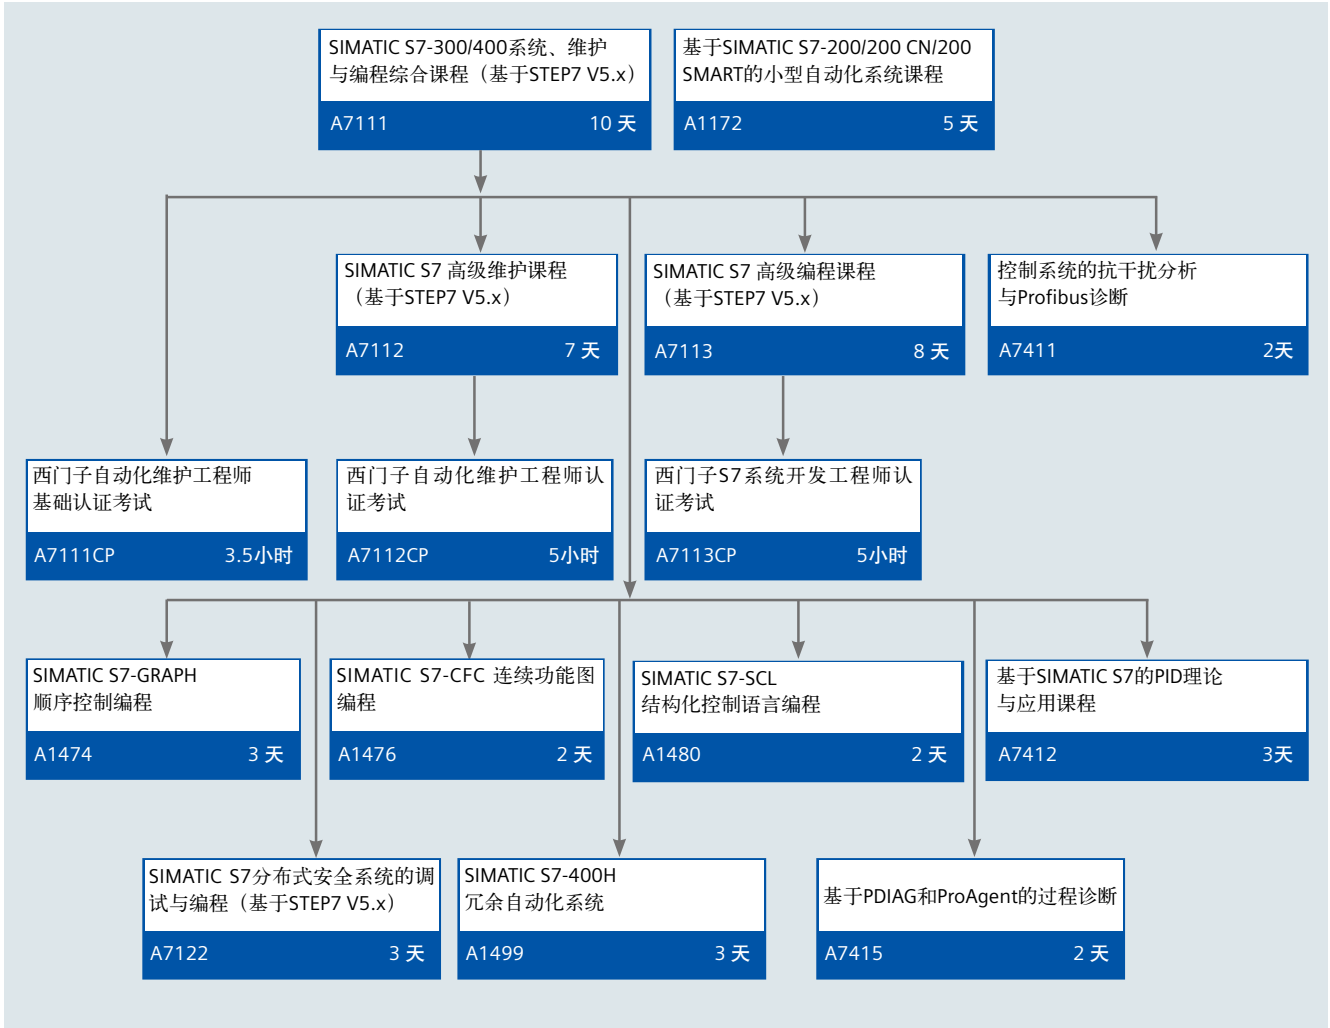 SIMATIC S7-300/400系统、维护
与编程综合课程（基于STEP7 V5.x）
A7111 10 天
基于SIMATIC S7-200/200 CN/200
SMART的小型自动化系统课程
A1172 5 天
SIMATIC S7 高级维护课程
（基于STEP7 V5.x）
A7112 7 天
SIMATIC S7 高级编程课程
（基于STEP7 V5.x）
A7113 8 天
控制系统的抗干扰分析
与Profibus诊断
A7411 2天
西门子自动化维护工程师
基础认证考试
A7111CP 3.5小时
西门子自动化维护工程师认
证考试
A7112CP 5小时
西门子S7系统开发工程师认
证考试
A7113CP 5小时
SIMATIC S7-GRAPH
顺序控制编程
A1474 3 天
SIMATIC S7-CFC 连续功能图
编程
A1476 2 天
SIMATIC S7-SCL
结构化控制语言编程
A1480 2 天
基于SIMATIC S7的PID理论
与应用课程
A7412 3天
SIMATIC S7分布式安全系统的调
试与编程（基于STEP7 V5.x）
A7122 3 天
SIMATIC S7-400H
冗余自动化系统
A1499 3 天
基于PDIAG和ProAgent的过程诊断
A7415 2 天